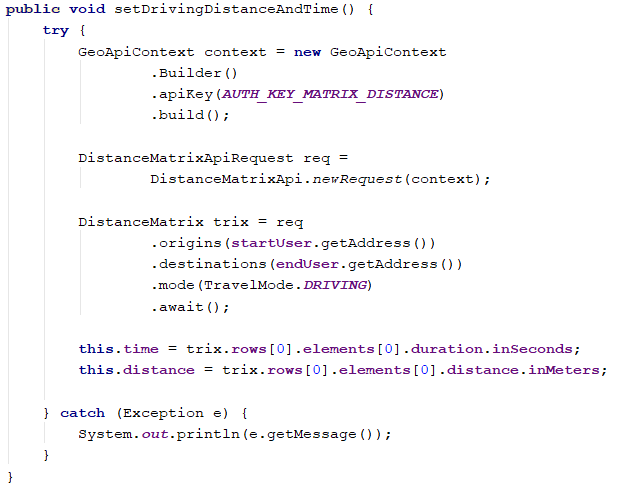 public void setDrivingDistanceAndTime() {
    try {
        GeoApiContext context = new GeoApiContext
                .Builder()
                .apiKey(AUTH_KEY_MATRIX_DISTANCE)
                .build();

        DistanceMatrixApiRequest req =
                DistanceMatrixApi.newRequest(context);

        DistanceMatrix trix = req
                .origins(startUser.getAddress())
                .destinations(endUser.getAddress())
                .mode(TravelMode.DRIVING)
                .await();

        this.time = trix.rows[0].elements[0].duration.inSeconds;
        this.distance = trix.rows[0].elements[0].distance.inMeters;

    } catch (Exception e) {
        System.out.println(e.getMessage());
    }
}